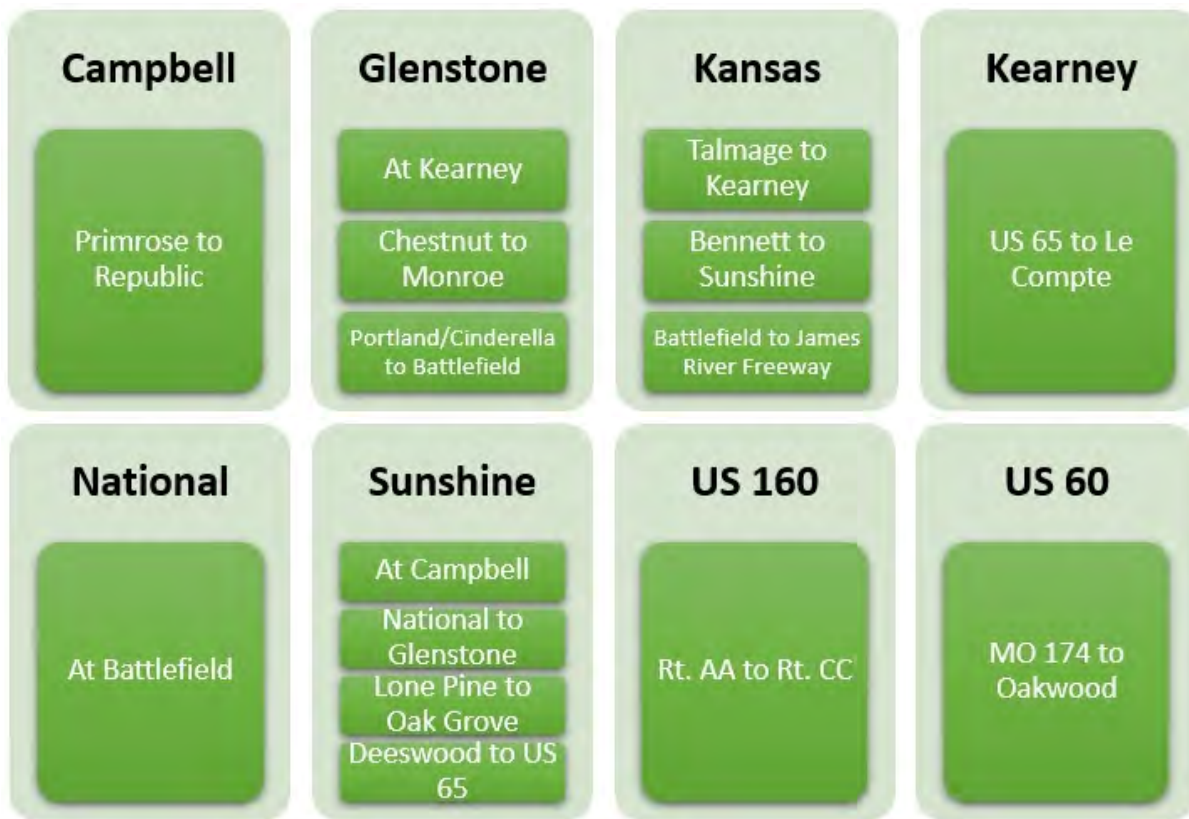 Campbell
Primrose to
Republic
Glenstone
At Kearney
Chestnut to
Monroe
Portland/Cinderella
to Battlefield
Kansas
Talmage to
Kearney
Bennett to
Sunshine
Battlefield to James
River Freeway
Kearney
US 65 to Le
Compte
National
At Battlefield
Sunshine
At Campbell
National to
Glenstone
Lone Pine to
Oak Grove
Deeswood to US
65
US 160
Rt. AA to Rt. CC
US 60
MO 174 to
Oakwood